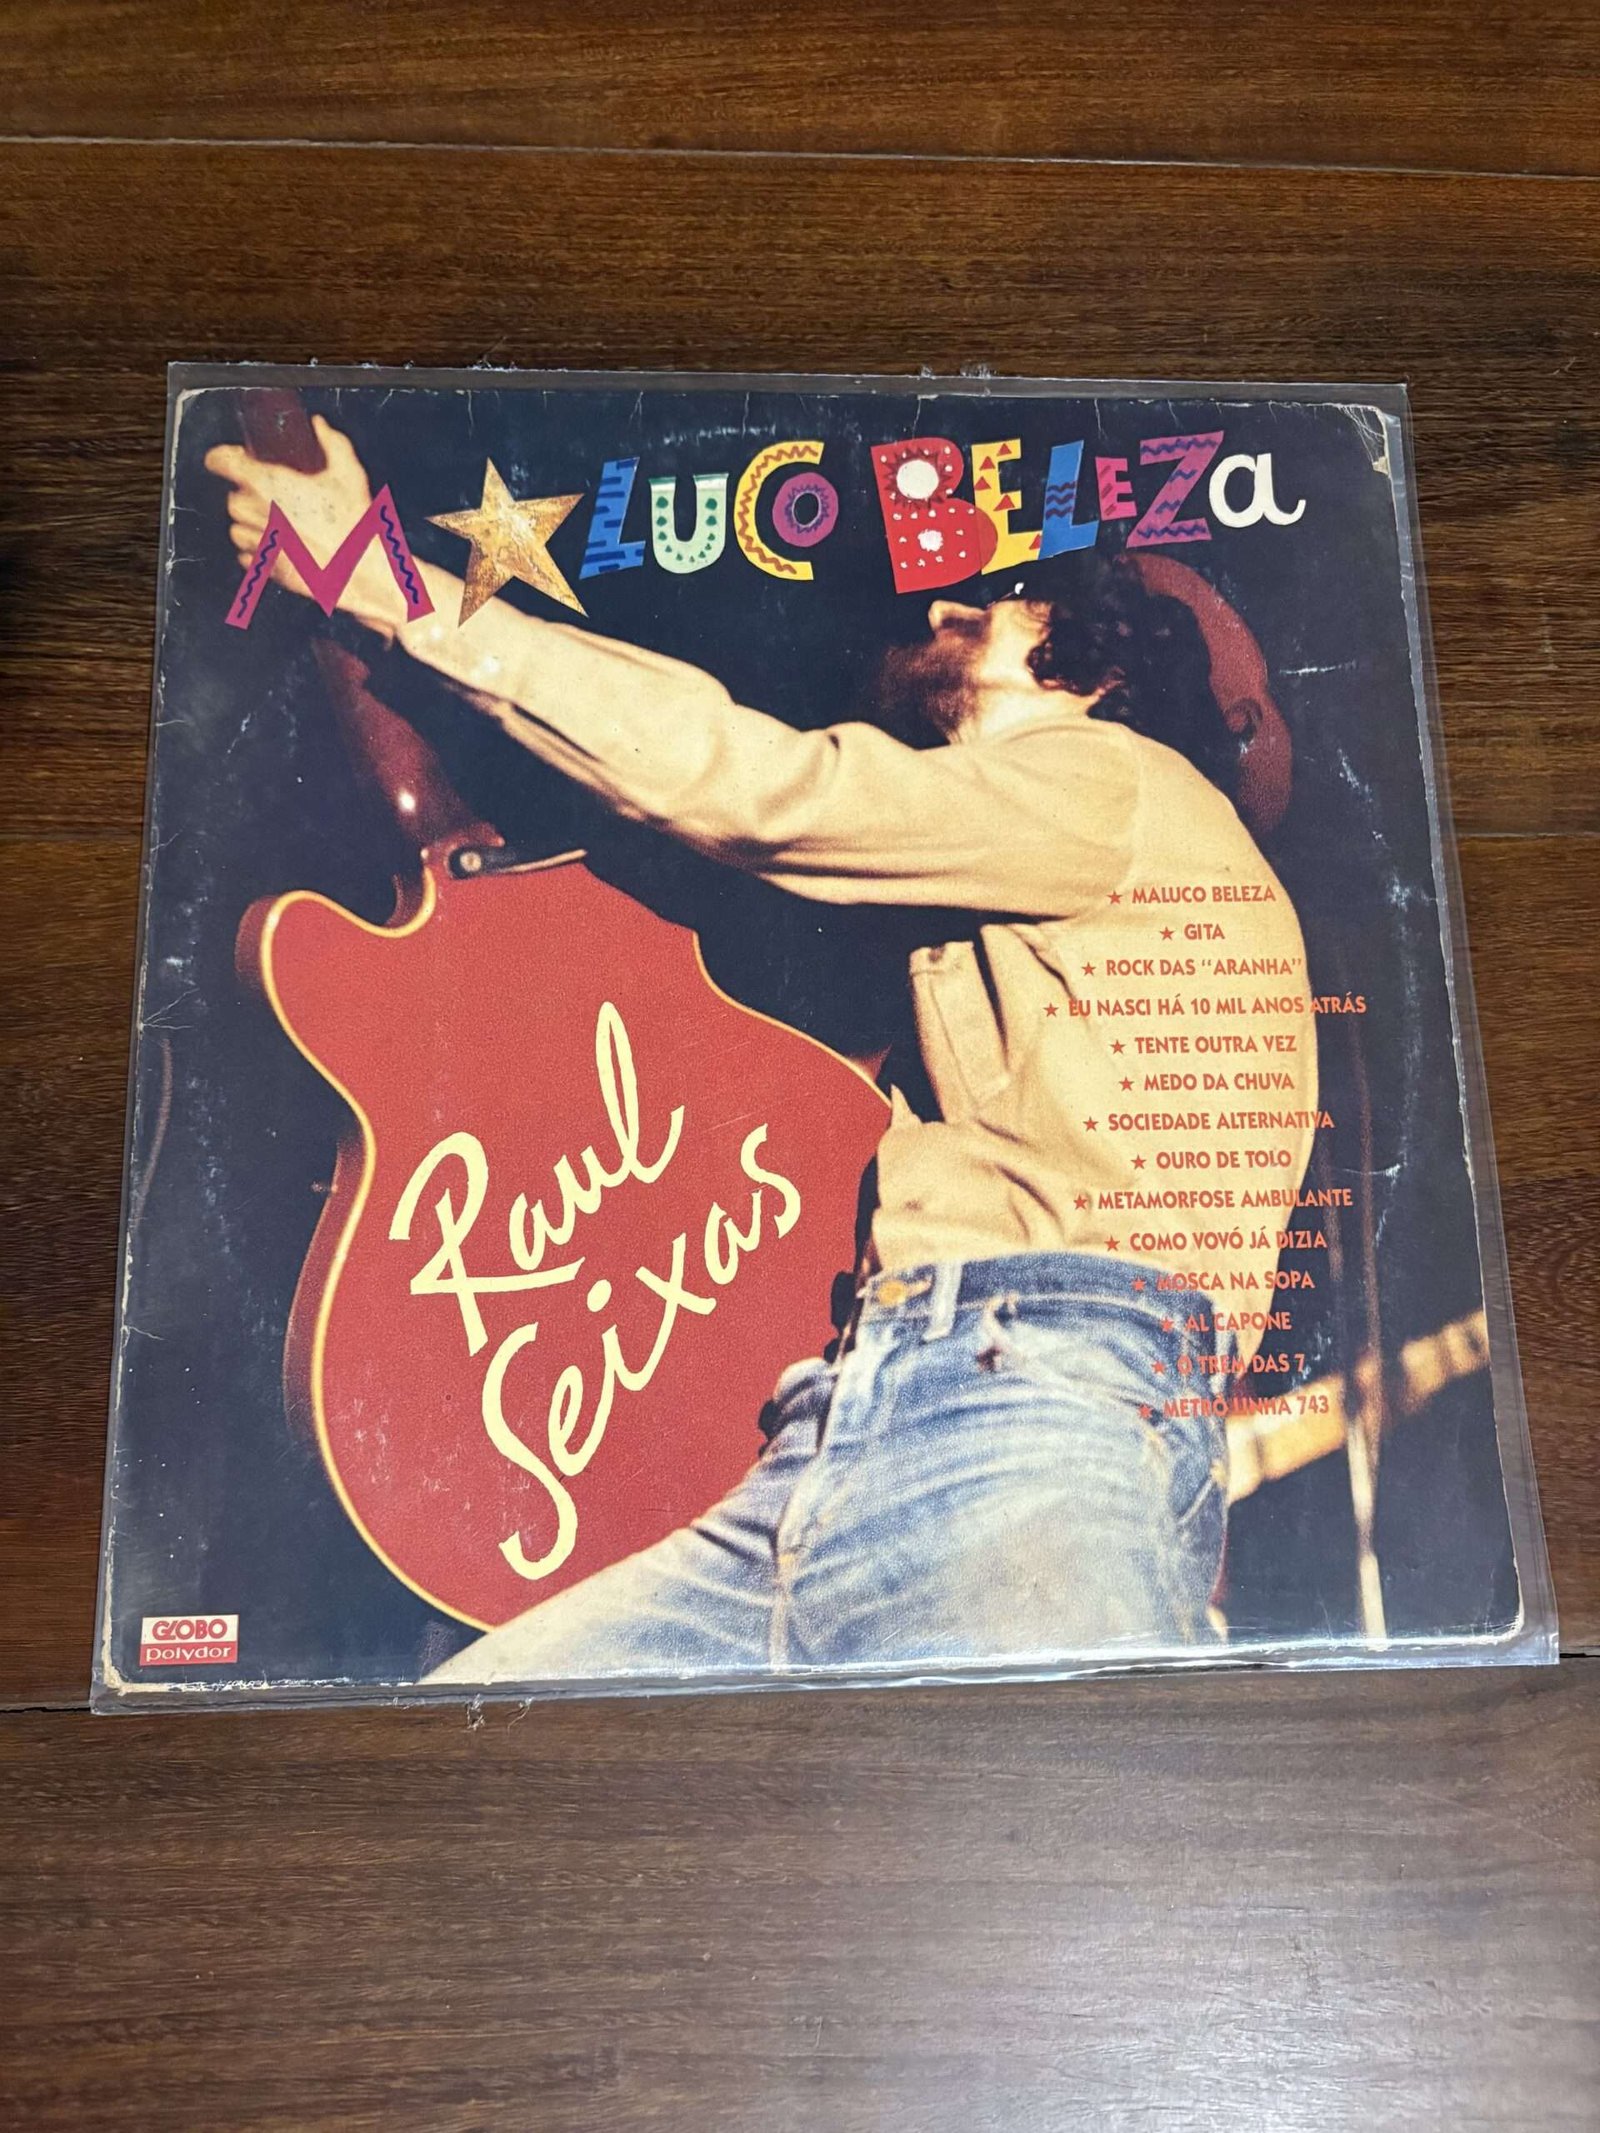 MALUCO BELEZA
★ MALUCO BELEZA
★ GITA
★ ROCK DAS "ARANHA"
★ EU NASCI HÁ 10 MIL ANOS ATRÁS
★ TENTE OUTRA VEZ
★ MEDO DA CHUVA
★ SOCIEDADE ALTERNATIVA
★ OURO DE TOLO
★ METAMORFOSE AMBULANTE
★ COMO VOVÓ JÁ DIZIA
★ MOSCA NA SOPA
★ AL CAPONE
★ O TREM DAS 7
★ METRÔ LINHA 743
Raul
Seixas
GLOBO
polydor